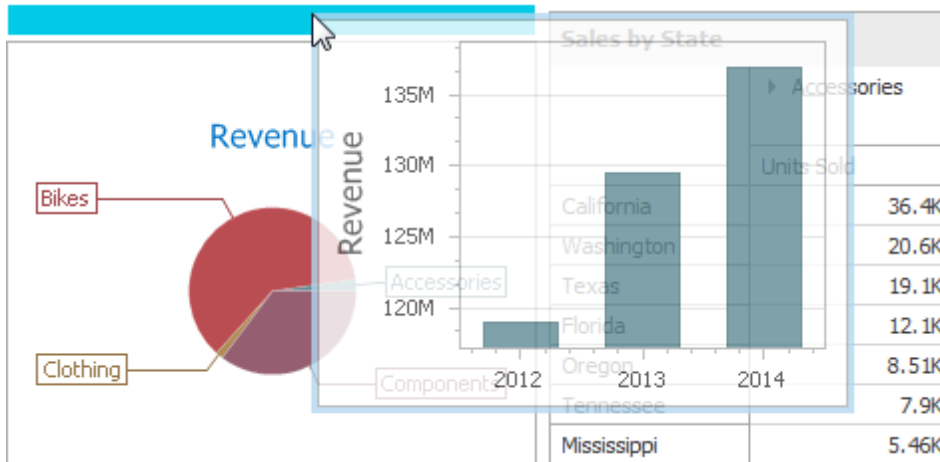 Sales by State
Accessories
Units Sold
California 36.4K
Washington 20.6K
Texas 19.1K
Florida 12.1K
Oregon 8.51K
Tennessee 7.9K
Mississippi 5.46K
Revenue
Bikes
Clothing
Accessories
Components
Revenue
135M
130M
125M
120M
2012 2013 2014